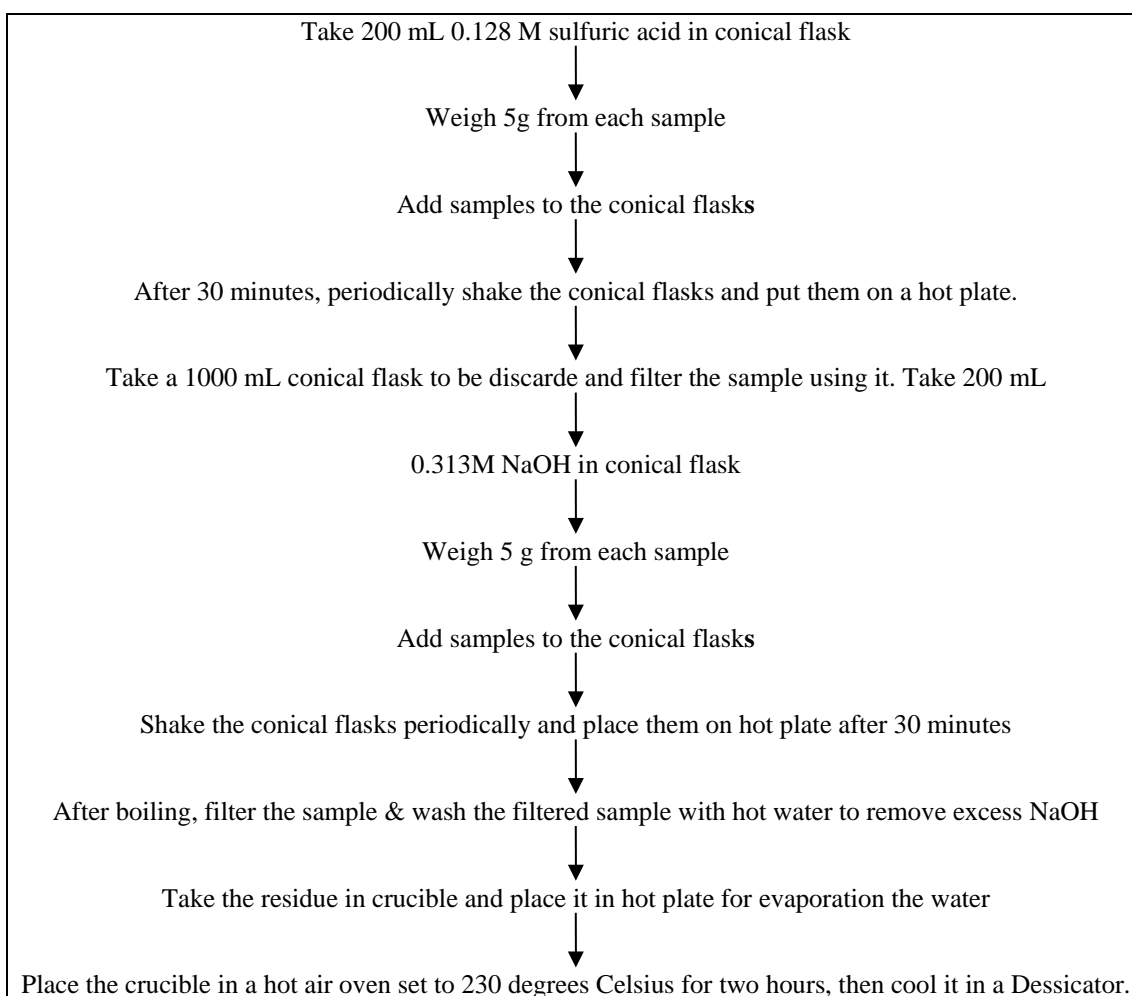 Take 200 mL 0.128 M sulfuric acid in conical flask
Weigh 5g from each sample
Add samples to the conical flasks
After 30 minutes, periodically shake the conical flasks and put them on a hot plate.
Take a 1000 mL conical flask to be discarde and filter the sample using it. Take 200 mL
0.313M NaOH in conical flask
Weigh 5 g from each sample
Add samples to the conical flasks
Shake the conical flasks periodically and place them on hot plate after 30 minutes
After boiling, filter the sample & wash the filtered sample with hot water to remove excess NaOH
Take the residue in crucible and place it in hot plate for evaporation the water
Place the crucible in a hot air oven set to 230 degrees Celsius for two hours, then cool it in a Dessicator.